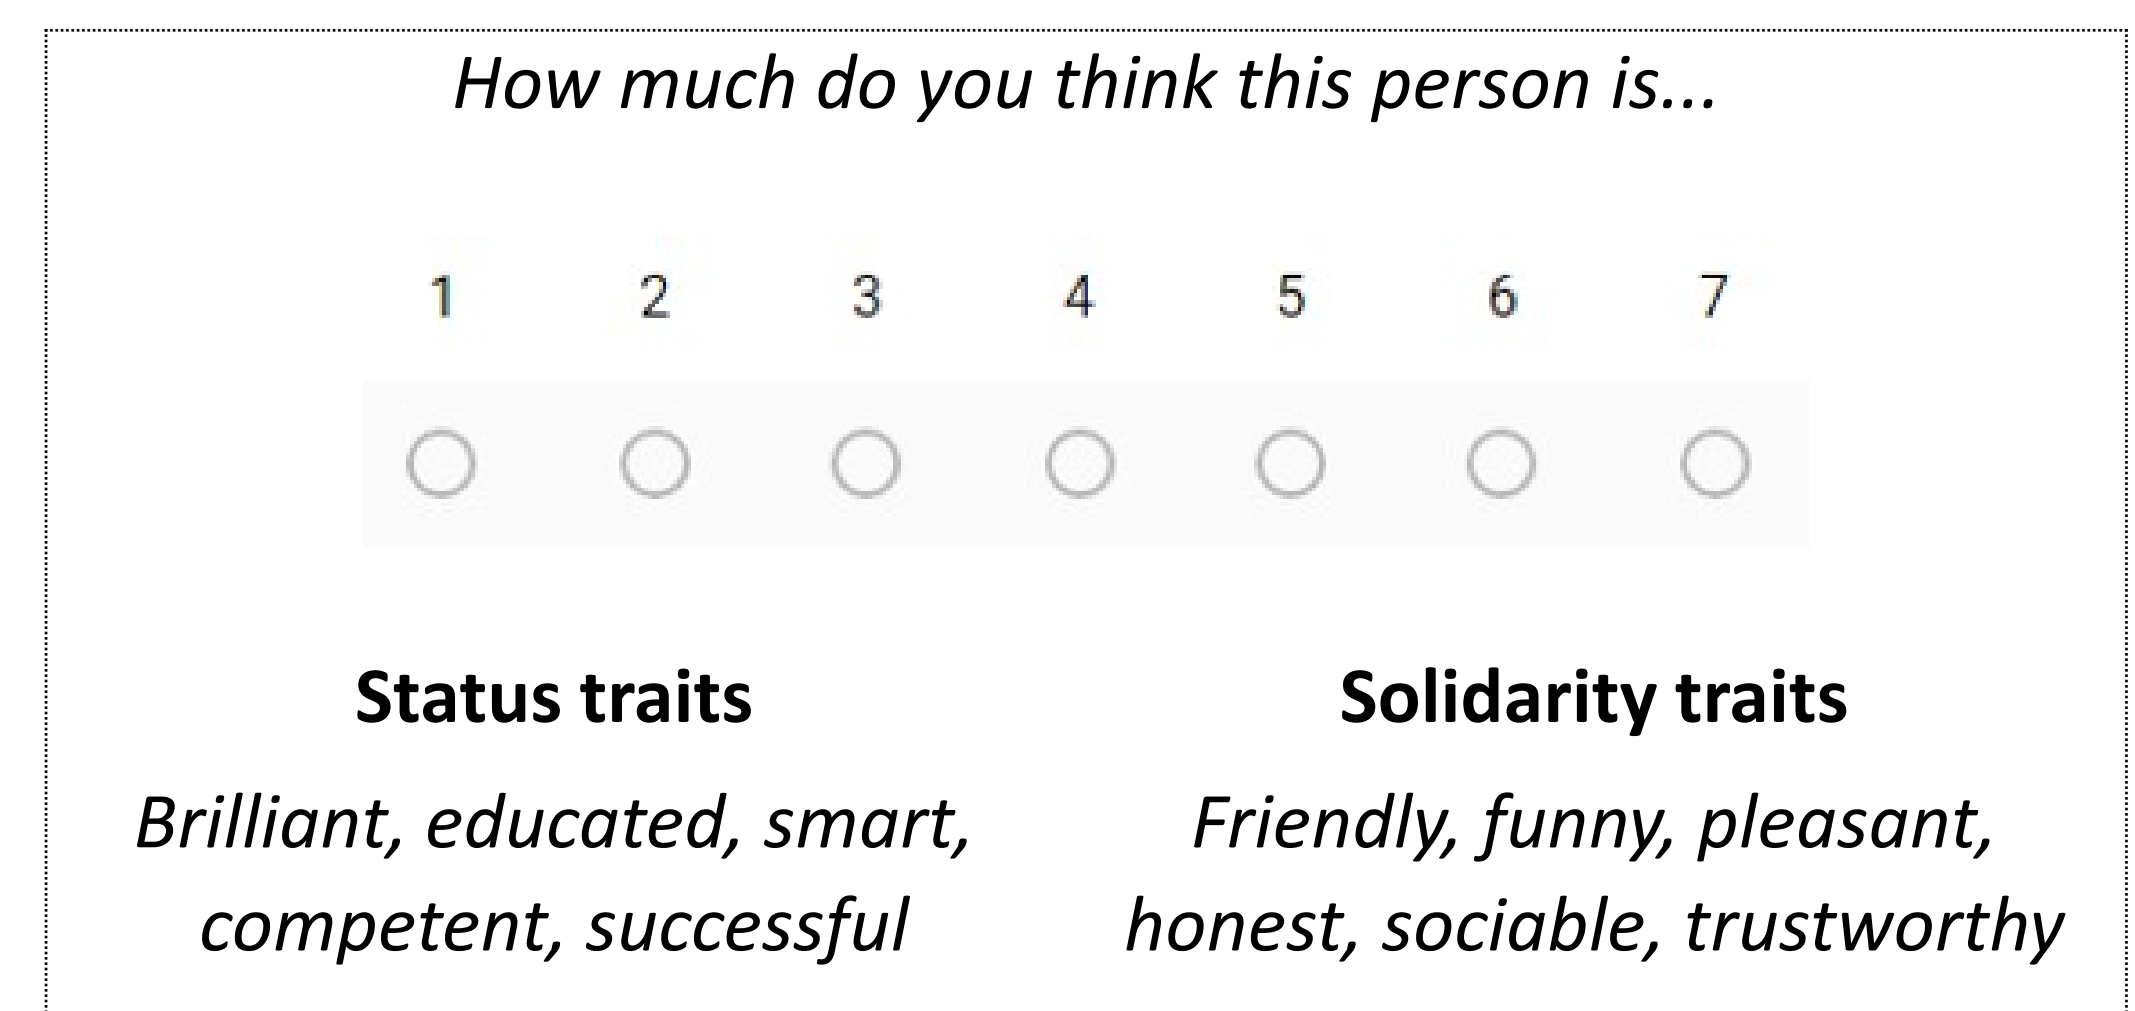 How much do you think this person is...
1 2 3 4 5 6 7
Status traits
Brilliant, educated, smart,
competent, successful
Solidarity traits
Friendly, funny, pleasant,
honest, sociable, trustworthy